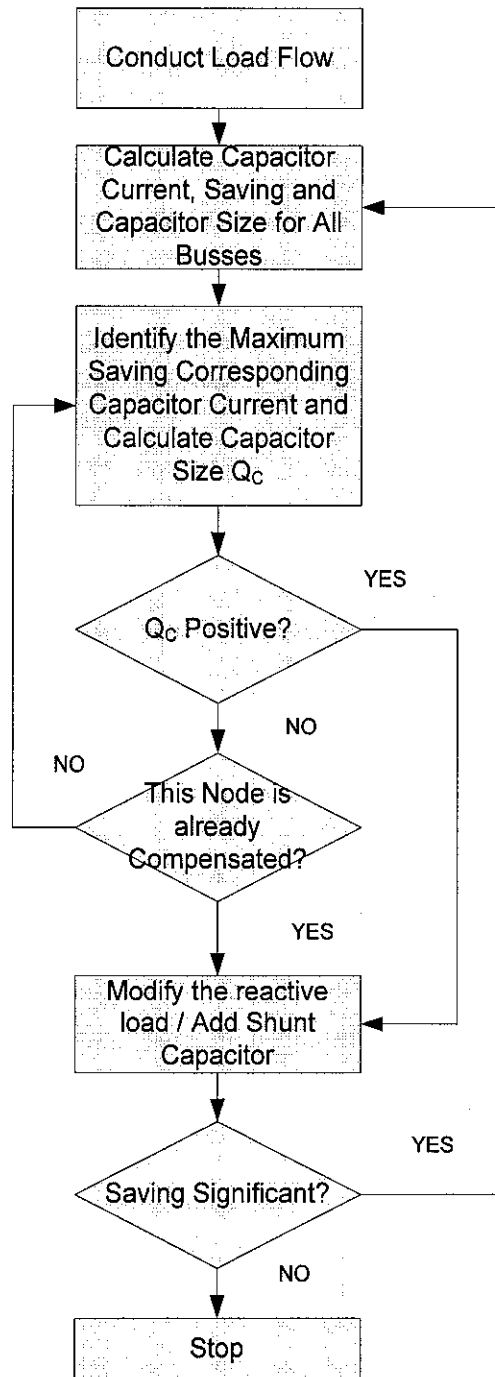 Conduct Load Flow
Calculate Capacitor
Current, Saving and
Capacitor Size for All
Busses
Identify the Maximum
Saving Corresponding
Capacitor Current and
Calculate Capacitor
Size Q_C
YES
Q_C Positive?
NO
NO
This Node is
already
Compensated?
YES
Modify the reactive
load / Add Shunt
Capacitor
YES
Saving Significant?
NO
Stop